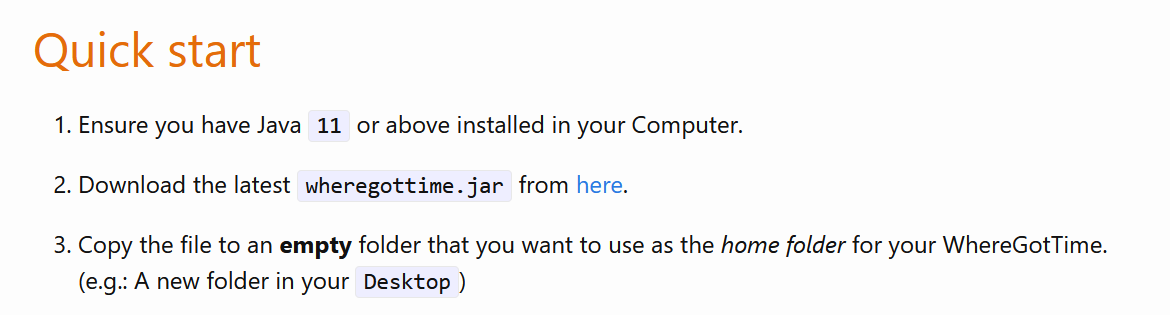 Quick start
1. Ensure you have Java 11 or above installed in your Computer.
2. Download the latest wheregottime.jar from here.
3. Copy the file to an empty folder that you want to use as the home folder for your WhereGotTime.
(e.g.: A new folder in your Desktop)